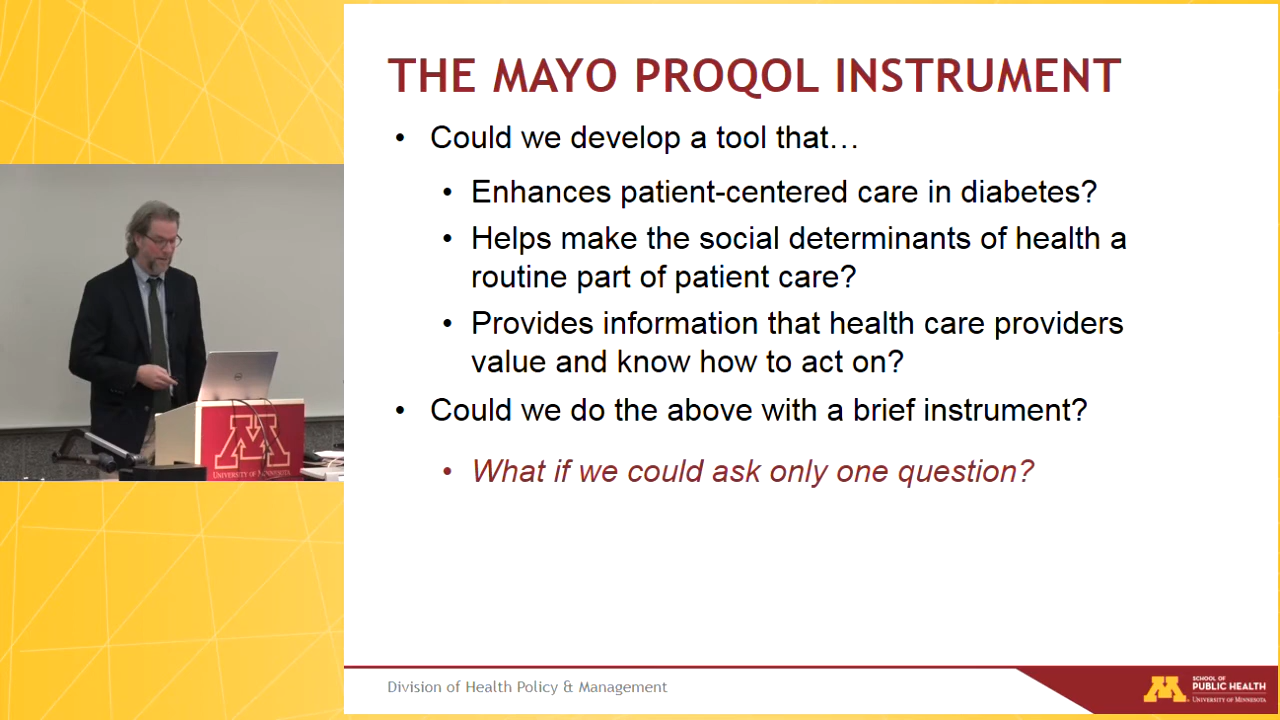 THE MAYO PROQOL INSTRUMENT
• Could we develop a tool that…
• Enhances patient-centered care in diabetes?
• Helps make the social determinants of health a
routine part of patient care?
• Provides information that health care providers
value and know how to act on?
• Could we do the above with a brief instrument?
• What if we could ask only one question?
UNIVERSITY OF MINNESOTA
Division of Health Policy & Management
SCHOOL OF
PUBLIC HEALTH
UNIVERSITY OF MINNESOTA